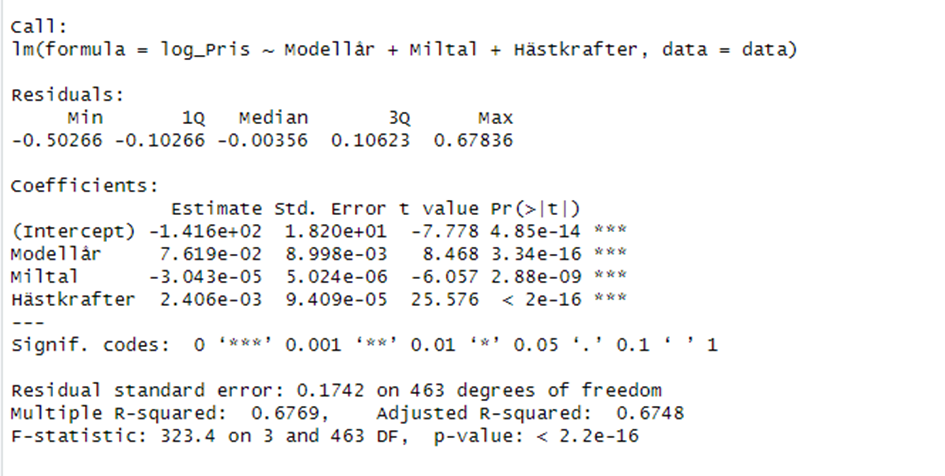 Call:
lm(formula = log_Pris ~ Modellår + Miltal + Hästkrafter, data = data)
Residuals:
Min 1Q Median 3Q Max
-0.50266 -0.10266 -0.00356 0.10623 0.67836
Coefficients:
Estimate Std. Error t value Pr(>|t|)
(Intercept) -1.416e+02 1.820e+01 -7.778 4.85e-14 ***
Modellår 7.619e-02 8.998e-03 8.468 3.34e-16 ***
Miltal -3.043e-05 5.024e-06 -6.057 2.88e-09 ***
Hästkrafter 2.406e-03 9.409e-05 25.576 < 2e-16 ***
---
Signif. codes: 0 ‘***’ 0.001 ‘**’ 0.01 ‘*’ 0.05 ‘.’ 0.1 ‘ ’ 1
Residual standard error: 0.1742 on 463 degrees of freedom
Multiple R-squared: 0.6769, Adjusted R-squared: 0.6748
F-statistic: 323.4 on 3 and 463 DF, p-value: < 2.2e-16